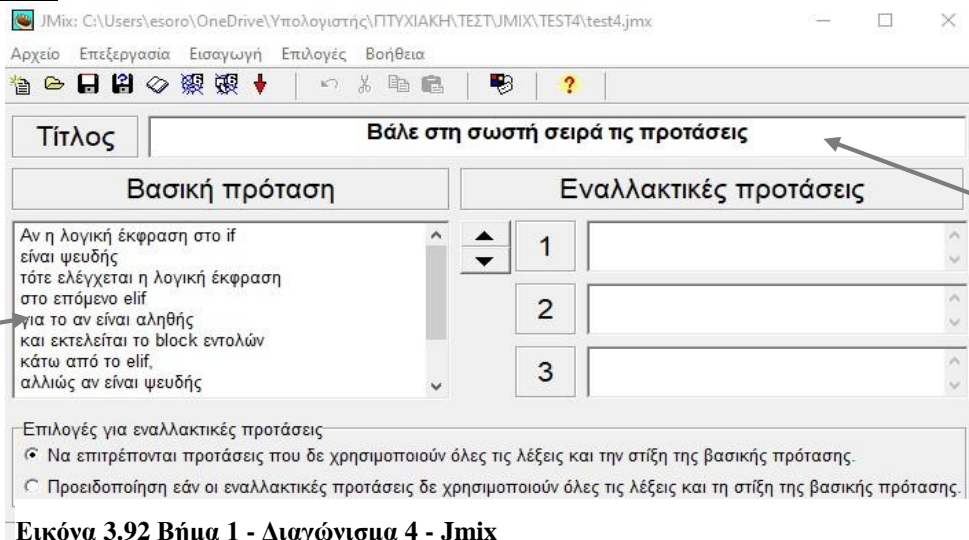 JMix: C:\Users\esoro\OneDrive\Υπολογιστής\ΠΤΥΧΙΑΚΗ\ΤΕΣΤ\JMIX\TEST4\test4.jmx
Αρχείο Επεξεργασία Εισαγωγή Επιλογές Βοήθεια
Τίτλος
Βάλε στη σωστή σειρά τις προτάσεις
Βασική πρόταση
Εναλλακτικές προτάσεις
Αν η λογική έκφραση στο if
είναι ψευδής
τότε ελέγχεται η λογική έκφραση
στο επόμενο elif
για το αν είναι αληθής
και εκτελείται το block εντολών
κάτω από το elif,
αλλιώς αν είναι ψευδής
1
2
3
Επιλογές για εναλλακτικές προτάσεις
Να επιτρέπονται προτάσεις που δε χρησιμοποιούν όλες τις λέξεις και την στίξη της βασικής πρότασης.
Προειδοποίηση εάν οι εναλλακτικές προτάσεις δε χρησιμοποιούν όλες τις λέξεις και τη στίξη της βασικής πρότασης.
Εικόνα 3.92 Βήμα 1 - Διαγώνισμα 4 - Jmix